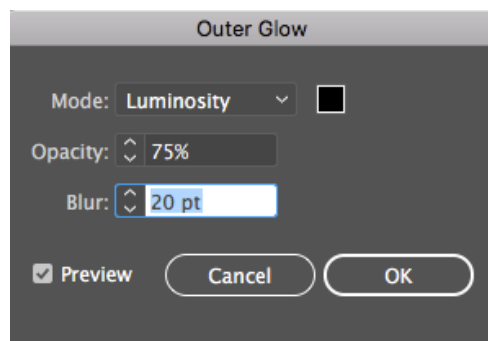 Outer Glow
Mode: Luminosity
Opacity: 75%
Blur: 20 pt
Preview Cancel OK